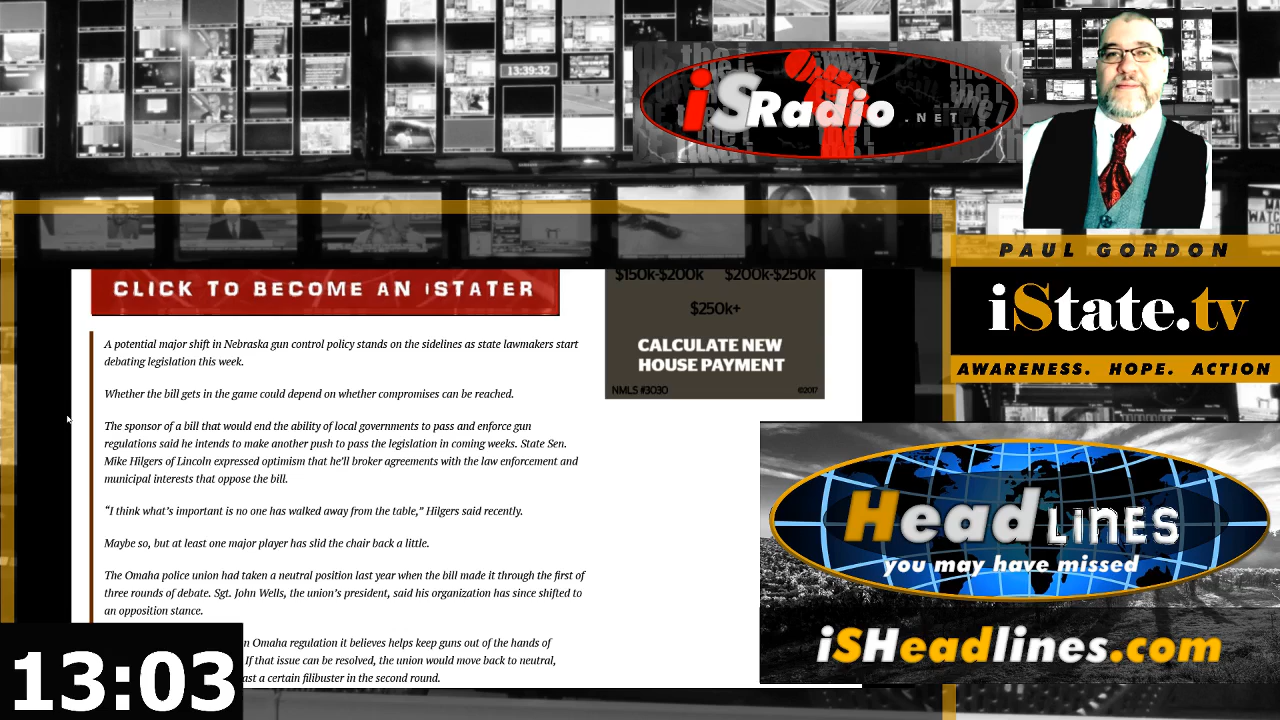 13:39:32
iSRadio.NET
PAUL GORDON
iState.tv
AWARENESS. HOPE. ACTION
CLICK TO BECOME AN iSTATER
$150k-$200k $200k-$250k
$250k+
CALCULATE NEW
HOUSE PAYMENT
NMLS #3030 ©2017
A potential major shift in Nebraska gun control policy stands on the sidelines as state lawmakers start
debating legislation this week.
Whether the bill gets in the game could depend on whether compromises can be reached.
The sponsor of a bill that would end the ability of local governments to pass and enforce gun
regulations said he intends to make another push to pass the legislation in coming weeks. State Sen.
Mike Hilgers of Lincoln expressed optimism that he'll broker agreements with the law enforcement and
municipal interests that oppose the bill.
“I think what's important is no one has walked away from the table,” Hilgers said recently.
Maybe so, but at least one major player has slid the chair back a little.
The Omaha police union had taken a neutral position last year when the bill made it through the first of
three rounds of debate. Sgt. John Wells, the union's president, said his organization has since shifted to
an opposition stance.
n Omaha regulation it believes helps keep guns out of the hands of
If that issue can be resolved, the union would move back to neutral,
ast a certain filibuster in the second round.
HeadLINES
you may have missed
iSHeadlines.com
13:03